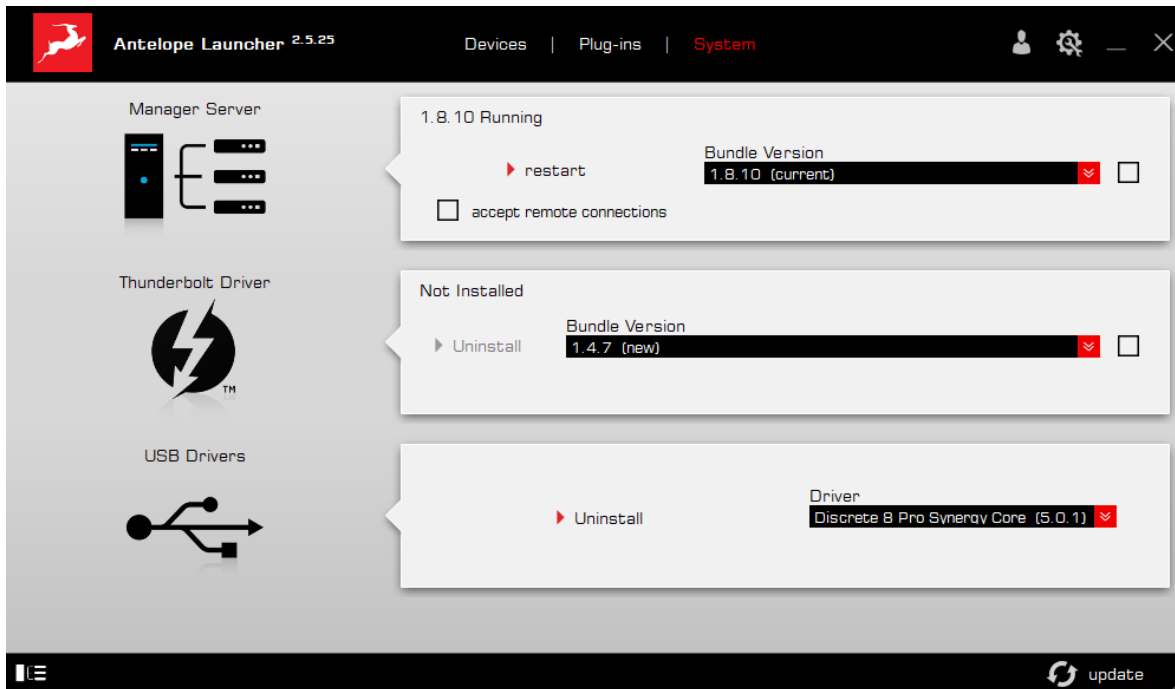 Antelope Launcher 2.5.25
Devices | Plug-ins | System
Manager Server
1.8.10 Running
restart
Bundle Version
1.8.10 (current)
accept remote connections
Thunderbolt Driver
TM
Not Installed
Uninstall
Bundle Version
1.4.7 (new)
USB Drivers
Uninstall
Driver
Discrete 8 Pro Synergy Core (5.0.1)
update